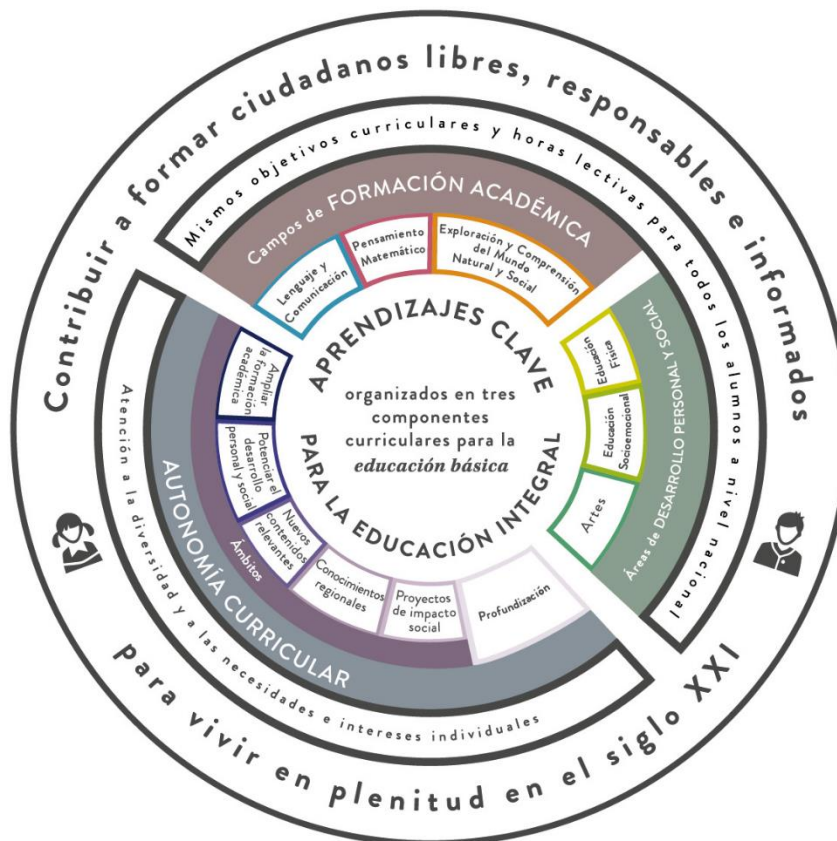 Contribuir a formar ciudadanos libres, responsables e informados
para vivir en plenitud en el siglo XXI
Mismos objetivos curriculares y horas lectivas para todos los alumnos a nivel nacional
Campos de FORMACIÓN ACADÉMICA
Lenguaje y
Comunicación
Pensamiento
Matemático
Exploración y Comprensión
del Mundo
Natural y Social
Áreas de DESARROLLO PERSONAL Y SOCIAL
Educación
Física
Educación
Socioemocional
Artes
APRENDIZAJES CLAVE
organizados en tres
componentes
curriculares para la
educación básica
PARA LA EDUCACIÓN INTEGRAL
Atención a la diversidad y a las necesidades e intereses individuales
AUTONOMÍA CURRICULAR
Ámbitos
Ampliar
la formación
académica
Potenciar el
desarrollo
personal y social
Nuevos
contenidos
relevantes
Conocimientos
regionales
Proyectos
de impacto
social
Profundización